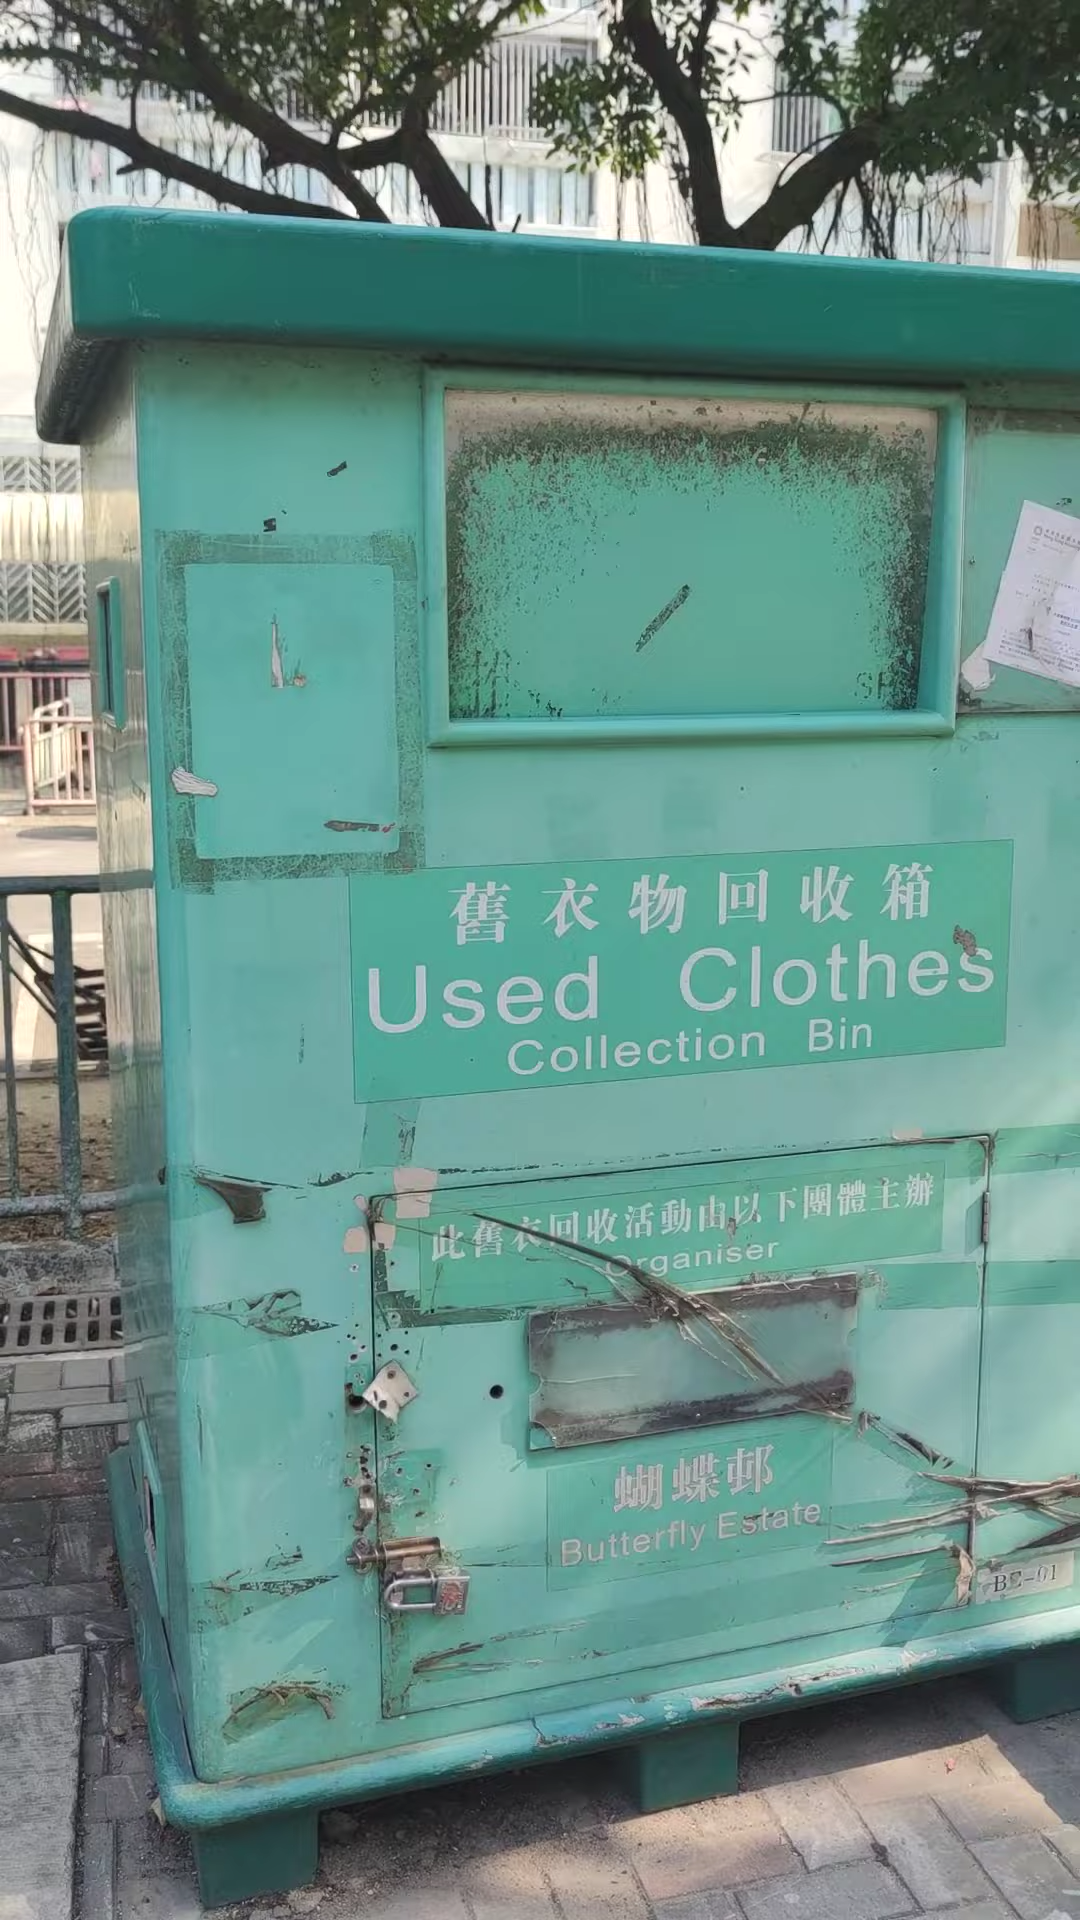 舊衣物回收箱
Used Clothes
Collection Bin
此舊衣回收活動由以下團體主辦
Organiser
蝴蝶邨
Butterfly Estate
BE-01